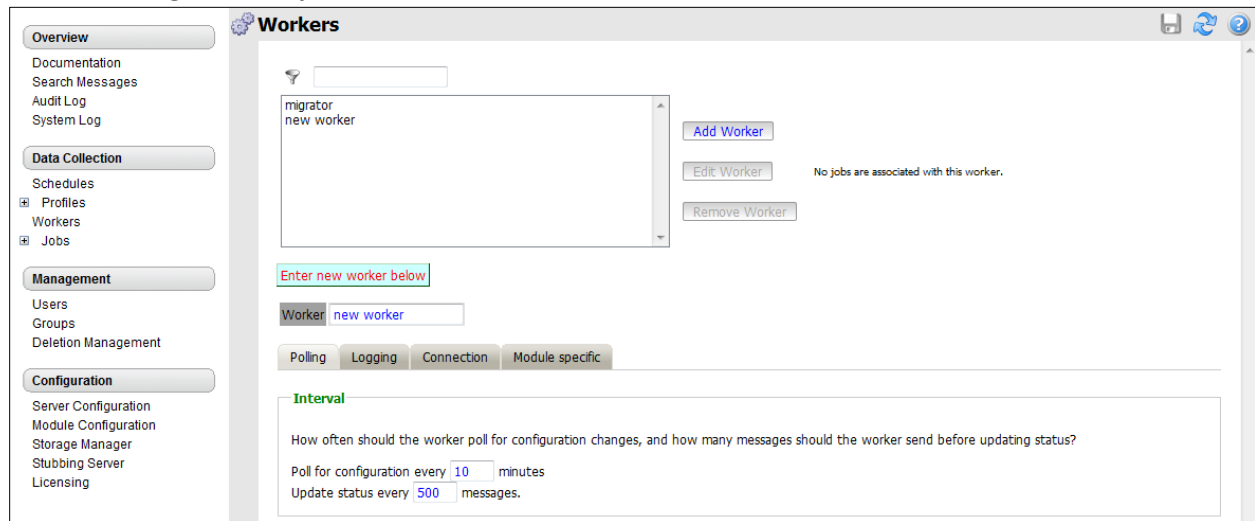 Workers
Overview
Documentation
Search Messages
Audit Log
System Log
Data Collection
Schedules
Profiles
Workers
Jobs
Management
Users
Groups
Deletion Management
Configuration
Server Configuration
Module Configuration
Storage Manager
Stubbing Server
Licensing
migrator
new worker
Add Worker
Edit Worker
No jobs are associated with this worker.
Remove Worker
Enter new worker below
Worker new worker
Polling Logging Connection Module specific
Interval
How often should the worker poll for configuration changes, and how many messages should the worker send before updating status?
Poll for configuration every 10 minutes
Update status every 500 messages.